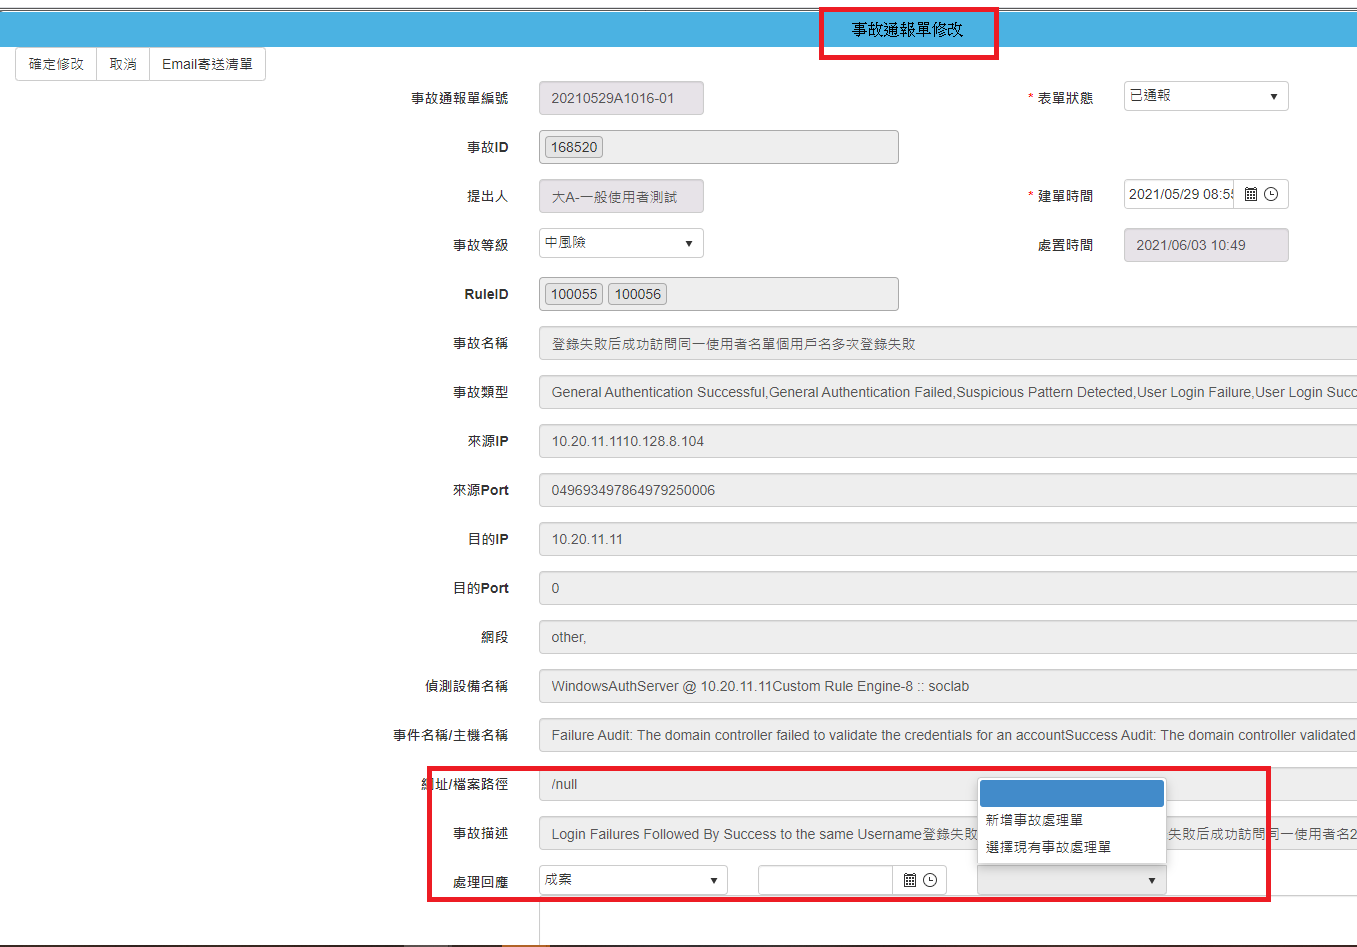 事故通報單修改
確定修改 取消 Email寄送清單
事故通報單編號 20210529A1016-01 * 表單狀態 已通報
事故ID 168520
提出人 大A-一般使用者測試 * 建單時間 2021/05/29 08:55
事故等級 中風險 處置時間 2021/06/03 10:49
RuleID 100055 100056
事故名稱 登錄失敗后成功訪問同一使用者名單個用戶名多次登錄失敗
事故類型 General Authentication Successful,General Authentication Failed,Suspicious Pattern Detected,User Login Failure,User Login Succ
來源IP 10.20.11.1110.128.8.104
來源Port 049693497864979250006
目的IP 10.20.11.11
目的Port 0
網段 other,
偵測設備名稱 WindowsAuthServer @ 10.20.11.11Custom Rule Engine-8 :: soclab
事件名稱/主機名稱 Failure Audit: The domain controller failed to validate the credentials for an accountSuccess Audit: The domain controller validated
網址/檔案路徑 /null
新增事故處理單
事故描述 Login Failures Followed By Success to the same Username登錄失敗 失敗后成功訪問同一使用者名2
選擇現有事故處理單
處理回應 成案